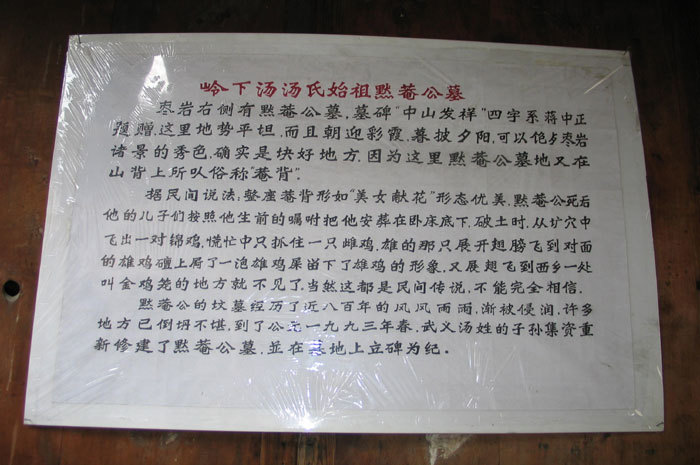 岭下汤汤氏始祖黙菴公墓
枣岩右侧有黙菴公墓,墓碑“中山发祥”四字系蒋中正
题赠.这里地势平坦,而且朝迎彩霞,暮披夕阳,可以饱占枣岩
诸景的秀色,确实是块好地方,因为这里黙菴公墓地又在
山背上所以俗称“菴背”.
据民间说法,整座菴背形如“美女献花”形态优美,黙菴公死后
他的儿子们按照他生前的嘱咐把他安葬在卧床底下,破土时,从圹穴中
飞出一对锦鸡,慌忙中只抓住一只雌鸡,雄的那只展开翅膀飞到对面
的雄鸡礌上屙了一泡雄鸡屎留下了雄鸡的形象,又展翅飞到西乡一处
叫金鸡尧的地方就不见了,当然这都是民间传说,不能完全相信.
黙菴公的坟墓经历了近八百年的风风雨雨,渐被侵润,许多
地方已倒坍不堪,到了公元一九九三年春,武义汤姓的子孙集资重
新修建了黙菴公墓,並在墓地上立碑为纪.